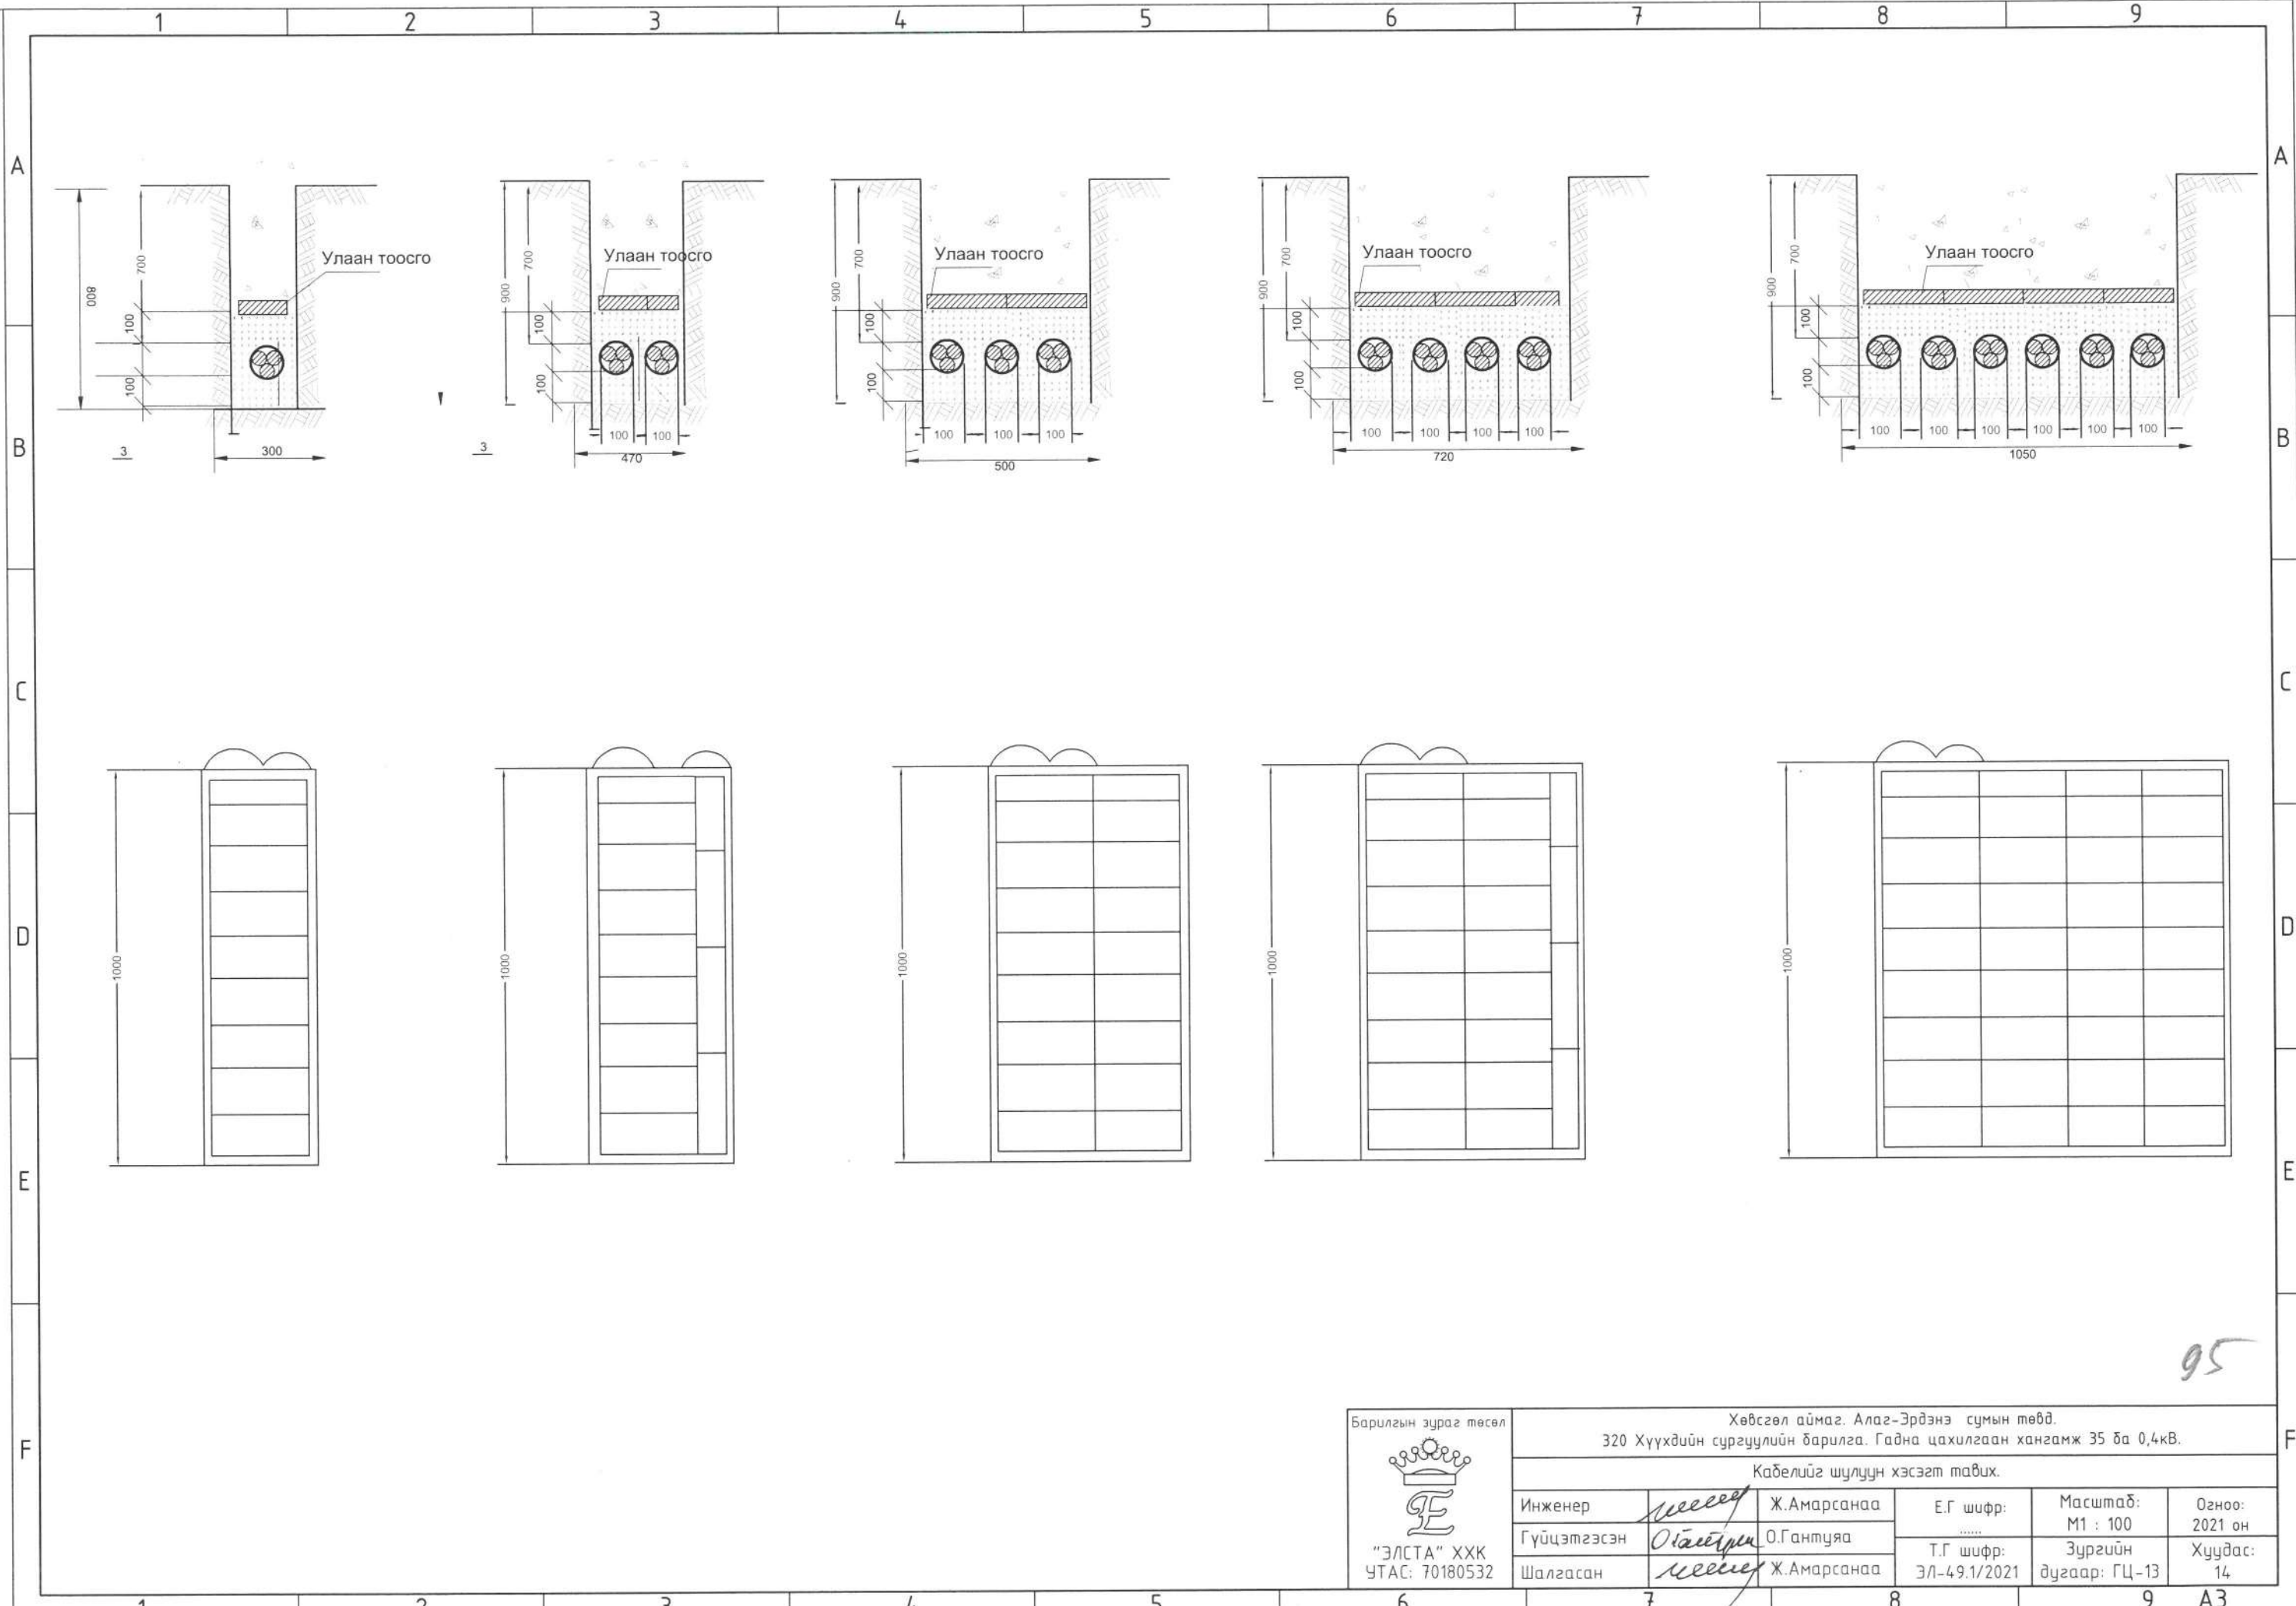 1 2 3 4 5 6 7 8 9
A A
Улаан тоосго
Улаан тоосго
Улаан тоосго
Улаан тоосго
Улаан тоосго
800 700 100 100
900 700 100 100
900 700 100 100
900 700 100 100
900 700 100 100
B B
100 100
100 100 100
100 100 100 100
100 100 100 100 100 100
3 300
3 470
500
720
1050
C C
D D
1000 1000 1000 1000 1000
E E
95
F F
Барилгын зураг төсөл
"ЭЛСТА" ХХК
УТАС: 70180532
Хөвсгөл аймаг. Алаг-Эрдэнэ сумын төвд.
320 Хүүхдийн сургуулийн барилга. Гадна цахилгаан хангамж 35 ба 0,4кВ.
Кабелийг шулуун хэсэгт тавих.
Инженер Ж.Амарсанаа
Гүйцэтгэсэн О.Гантуяа
Шалгасан Ж.Амарсанаа
Е.Г шифр:
......
Т.Г шифр:
ЭЛ-49.1/2021
Масштаб:
М1 : 100
Зургийн
дугаар: ГЦ-13
Огноо:
2021 он
Хуудас:
14
1 2 3 4 5 6 7 8 9 A3